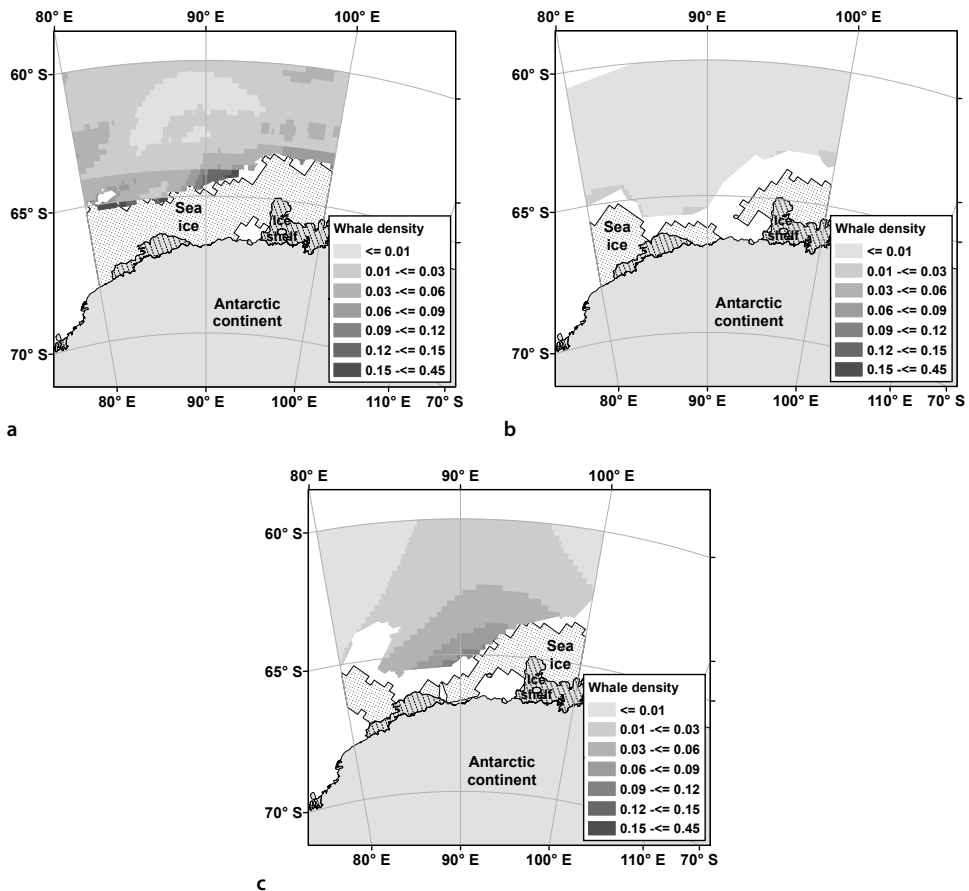 80° E 90° E 100° E
60° S
65° S
70° S
Sea
ice
Ice
shelf
Antarctic
continent
Whale density
<= 0.01
0.01 -<= 0.03
0.03 -<= 0.06
0.06 -<= 0.09
0.09 -<= 0.12
0.12 -<= 0.15
0.15 -<= 0.45
80° E 90° E 100° E 110° E 70° S
a
80° E 90° E 100° E
60° S
65° S
70° S
Sea
ice
Ice
shelf
Antarctic
continent
Whale density
<= 0.01
0.01 -<= 0.03
0.03 -<= 0.06
0.06 -<= 0.09
0.09 -<= 0.12
0.12 -<= 0.15
0.15 -<= 0.45
80° E 90° E 100° E 110° E 70° S
b
80° E 90° E 100° E
60° S
65° S
70° S
Sea
ice
Ice
shelf
Antarctic
continent
Whale density
<= 0.01
0.01 -<= 0.03
0.03 -<= 0.06
0.06 -<= 0.09
0.09 -<= 0.12
0.12 -<= 0.15
0.15 -<= 0.45
80° E 90° E 100° E 110° E 70° S
c